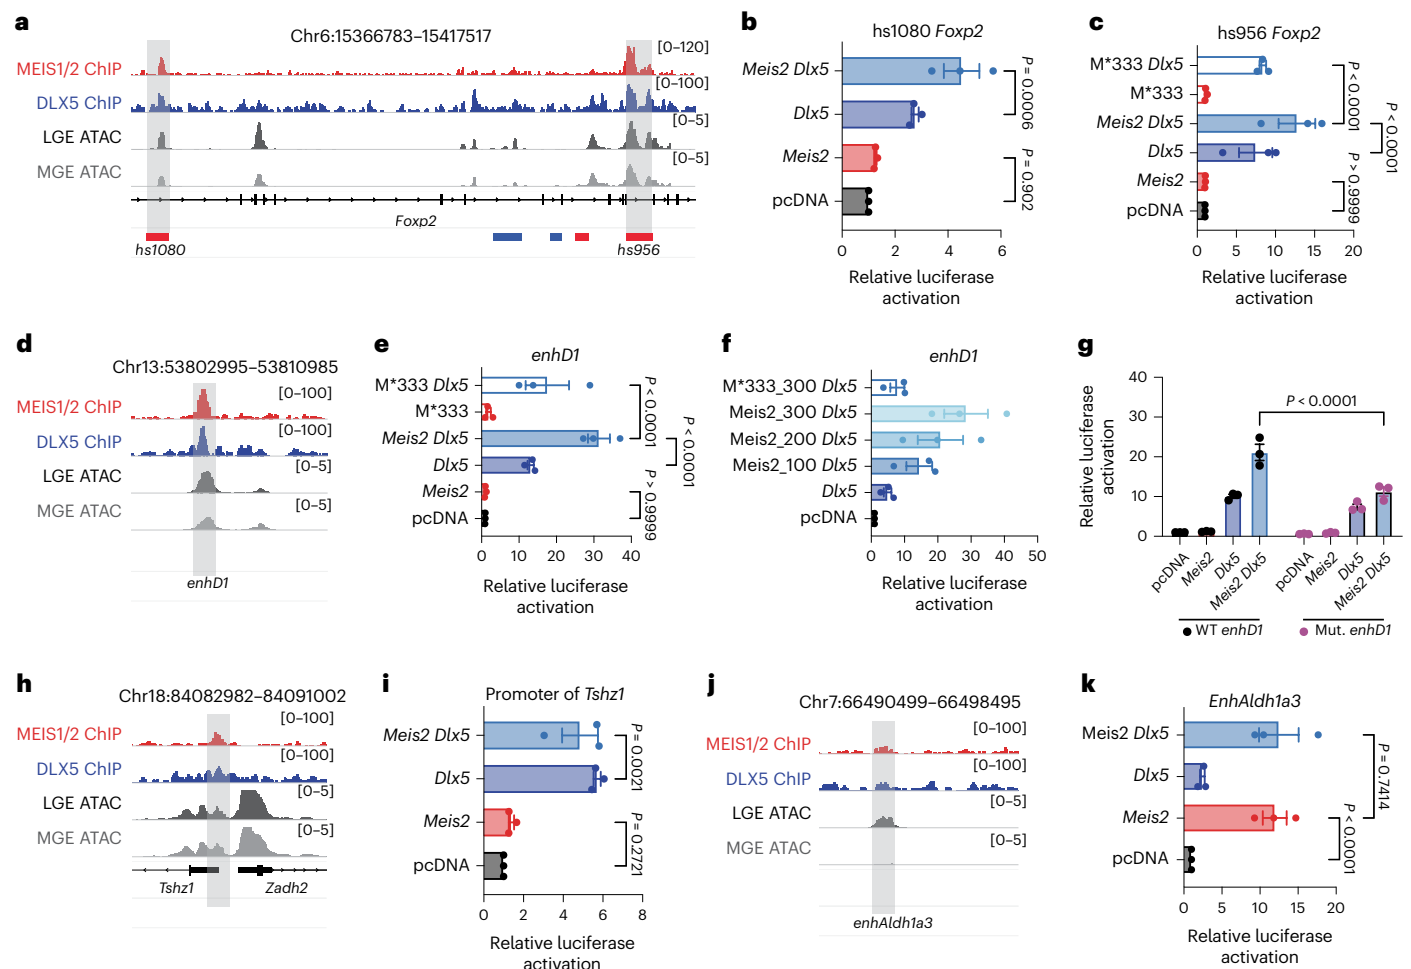 a
Chr6:15366783–15417517
MEIS1/2 ChIP
[0–120]
DLX5 ChIP
[0–100]
LGE ATAC
[0–5]
MGE ATAC
[0–5]
Foxp2
hs1080
hs956
b
hs1080 Foxp2
Meis2 Dlx5
Dlx5
Meis2
pcDNA
P = 0.0006
P = 0.902
0 2 4 6
Relative luciferase
activation
c
hs956 Foxp2
M*333 Dlx5
M*333
Meis2 Dlx5
Dlx5
Meis2
pcDNA
P < 0.0001
P > 0.9999
P < 0.0001
0 5 10 15 20
Relative luciferase
activation
d
Chr13:53802995–53810985
MEIS1/2 ChIP
[0–100]
DLX5 ChIP
[0–100]
LGE ATAC
[0–5]
MGE ATAC
[0–5]
enhD1
e
enhD1
M*333 Dlx5
M*333
Meis2 Dlx5
Dlx5
Meis2
pcDNA
P < 0.0001
P > 0.9999
P < 0.0001
0 10 20 30 40
Relative luciferase
activation
f
enhD1
M*333_300 Dlx5
Meis2_300 Dlx5
Meis2_200 Dlx5
Meis2_100 Dlx5
Dlx5
pcDNA
0 10 20 30 40 50
Relative luciferase
activation
g
Relative luciferase
activation
40
30
20
10
0
P < 0.0001
pcDNA
Meis2
Dlx5
Meis2 Dlx5
pcDNA
Meis2
Dlx5
Meis2 Dlx5
WT enhD1
Mut. enhD1
h
Chr18:84082982–84091002
MEIS1/2 ChIP
[0–100]
DLX5 ChIP
[0–100]
LGE ATAC
[0–5]
MGE ATAC
[0–5]
Tshz1
Zadh2
i
Promoter of Tshz1
Meis2 Dlx5
Dlx5
Meis2
pcDNA
P = 0.0021
P = 0.2721
0 2 4 6 8
Relative luciferase
activation
j
Chr7:66490499–66498495
MEIS1/2 ChIP
[0–100]
DLX5 ChIP
[0–100]
LGE ATAC
[0–5]
MGE ATAC
[0–5]
enhAldh1a3
k
EnhAldh1a3
Meis2 Dlx5
Dlx5
Meis2
pcDNA
P = 0.7414
P < 0.0001
0 5 10 15 20
Relative luciferase
activation